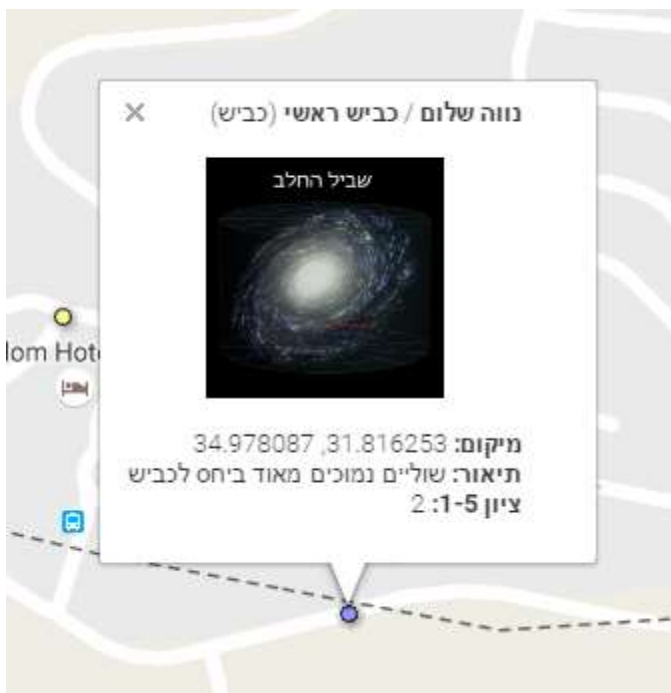 נווה שלום / כביש ראשי (כביש)
שביל החלב
lom Hot
מיקום: 31.816253, 34.978087
תיאור: שוליים נמוכים מאוד ביחס לכביש
ציון 1-5: 2